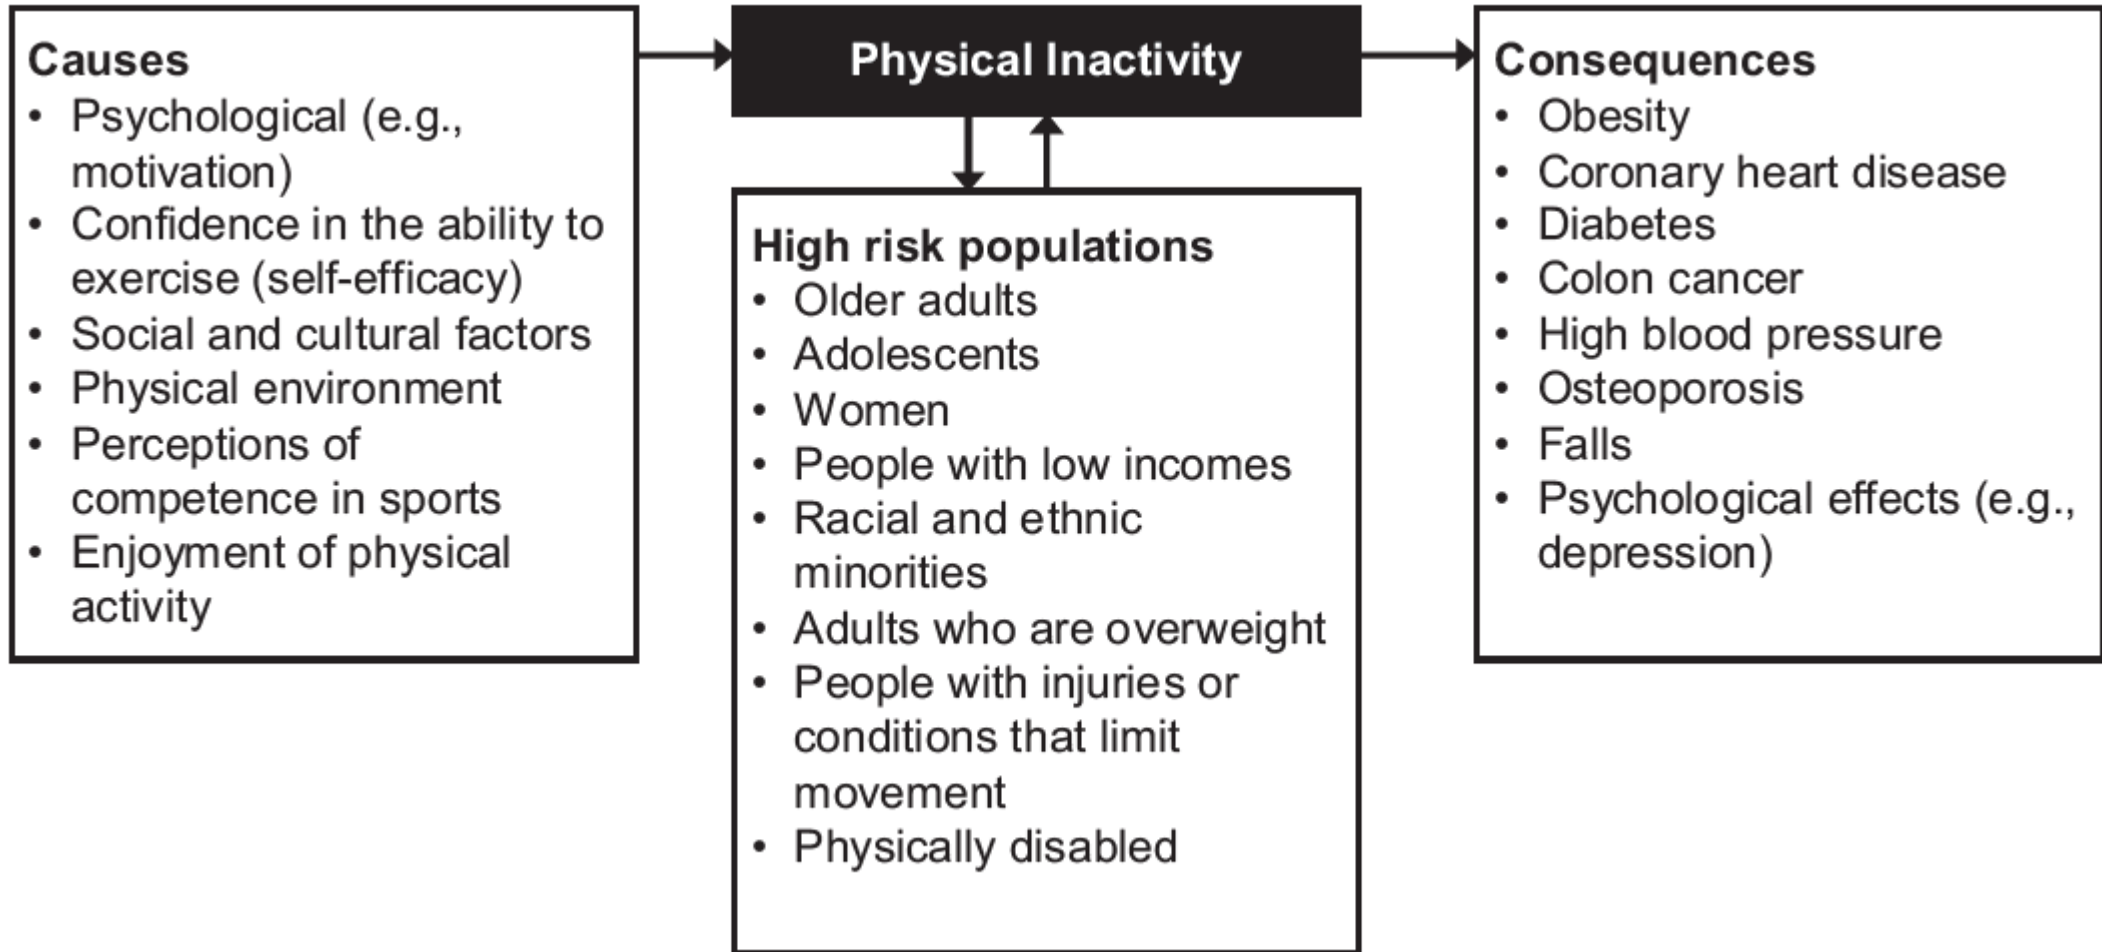 Causes
• Psychological (e.g.,
motivation)
• Confidence in the ability to
exercise (self-efficacy)
• Social and cultural factors
• Physical environment
• Perceptions of
competence in sports
• Enjoyment of physical
activity
Physical Inactivity
High risk populations
• Older adults
• Adolescents
• Women
• People with low incomes
• Racial and ethnic
minorities
• Adults who are overweight
• People with injuries or
conditions that limit
movement
• Physically disabled
Consequences
• Obesity
• Coronary heart disease
• Diabetes
• Colon cancer
• High blood pressure
• Osteoporosis
• Falls
• Psychological effects (e.g.,
depression)